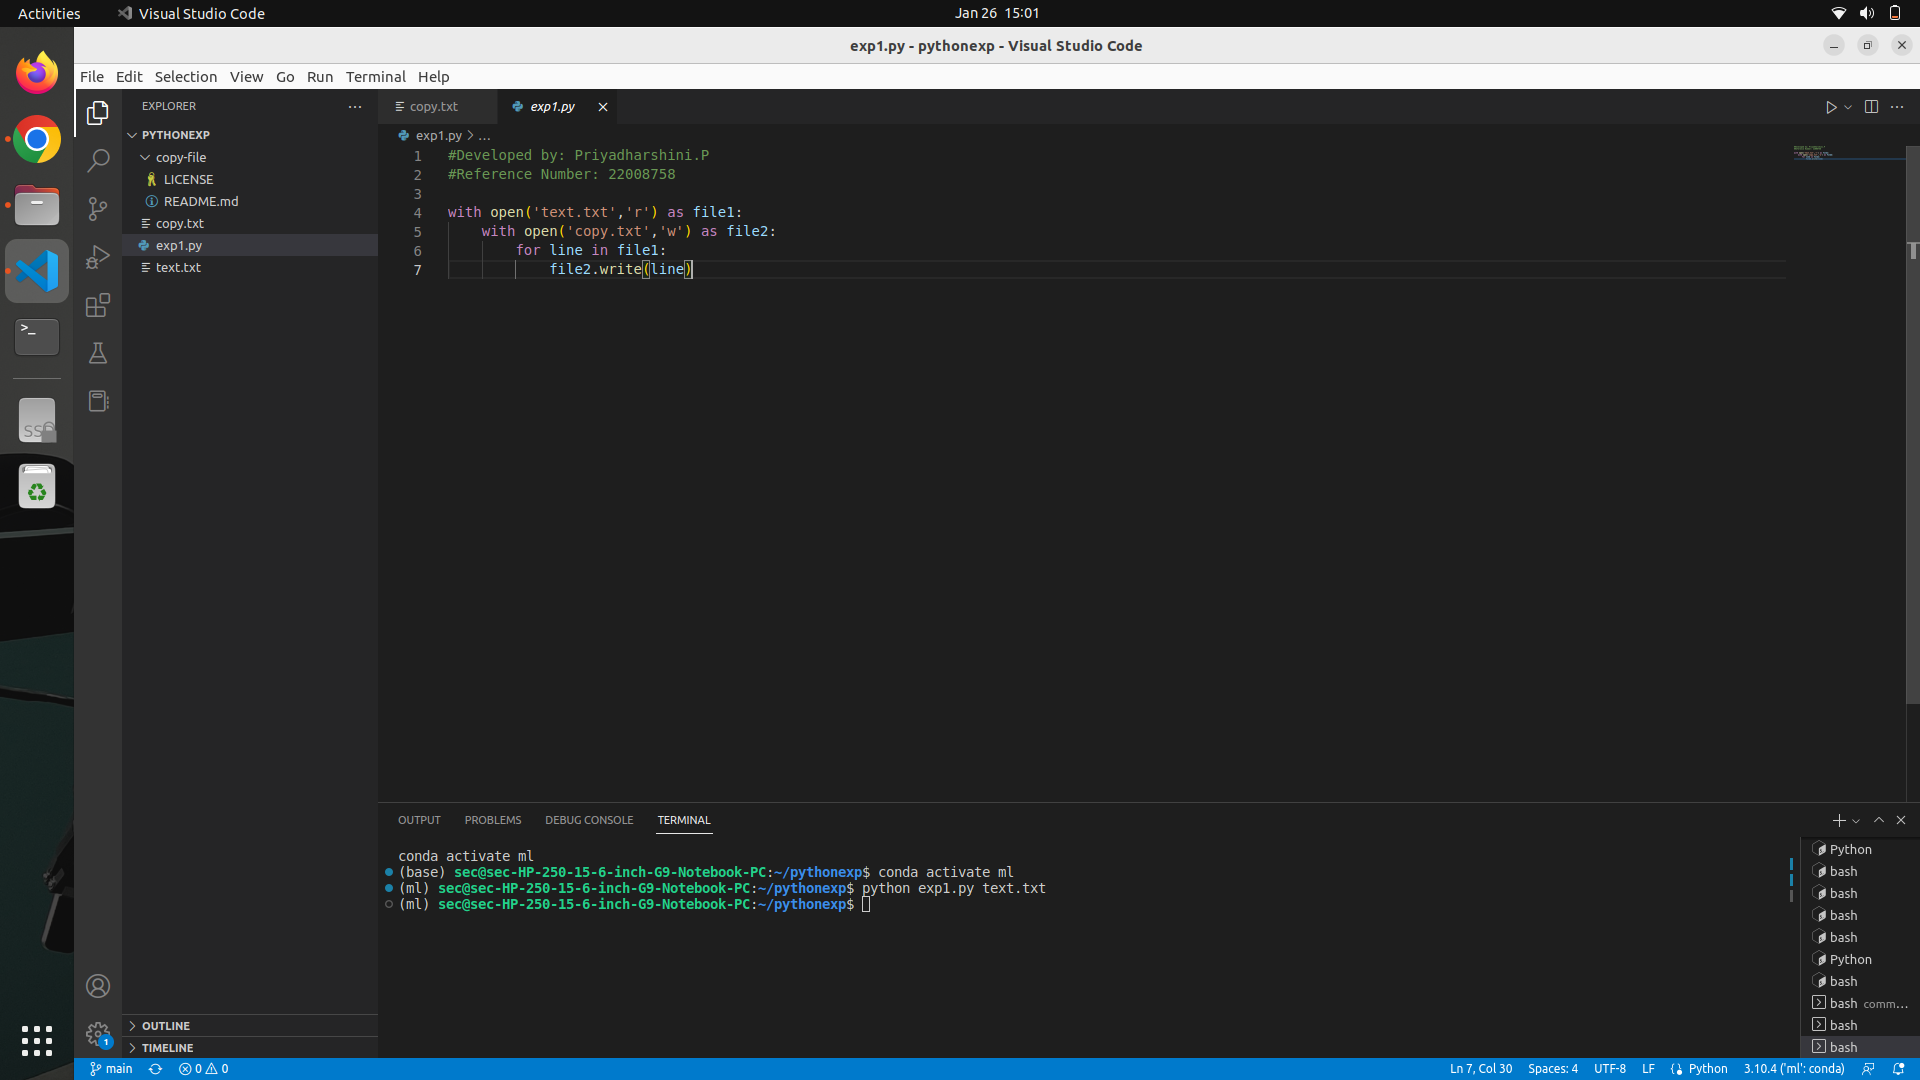 Activities
Visual Studio Code
Jan 26 15:01
exp1.py - pythonexp - Visual Studio Code
File Edit Selection View Go Run Terminal Help
EXPLORER
PYTHONEXP
copy-file
LICENSE
README.md
copy.txt
exp1.py
text.txt
OUTLINE
TIMELINE
copy.txt
exp1.py
exp1.py > ...
1 #Developed by: Priyadharshini.P
2 #Reference Number: 22008758
3
4 with open('text.txt','r') as file1:
5 with open('copy.txt','w') as file2:
6 for line in file1:
7 file2.write(line)
OUTPUT PROBLEMS DEBUG CONSOLE TERMINAL
conda activate ml
(base) sec@sec-HP-250-15-6-inch-G9-Notebook-PC:~/pythonexp$ conda activate ml
(ml) sec@sec-HP-250-15-6-inch-G9-Notebook-PC:~/pythonexp$ python exp1.py text.txt
(ml) sec@sec-HP-250-15-6-inch-G9-Notebook-PC:~/pythonexp$
Python
bash
bash
bash
bash
Python
bash
bash comm...
bash
bash
SSD
>_
1
main 0 0 Ln 7, Col 30 Spaces: 4 UTF-8 LF Python 3.10.4 ('ml': conda)